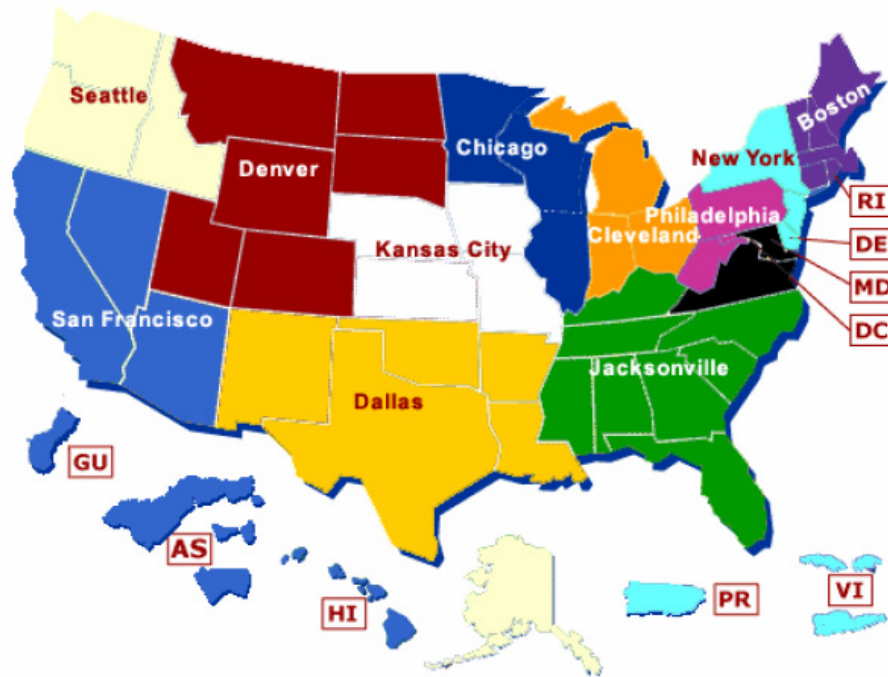 Seattle
Boston
Chicago
New York
Denver
RI
Philadelphia
Cleveland
DE
Kansas City
MD
San Francisco
DC
Jacksonville
Dallas
GU
AS
HI
PR
VI